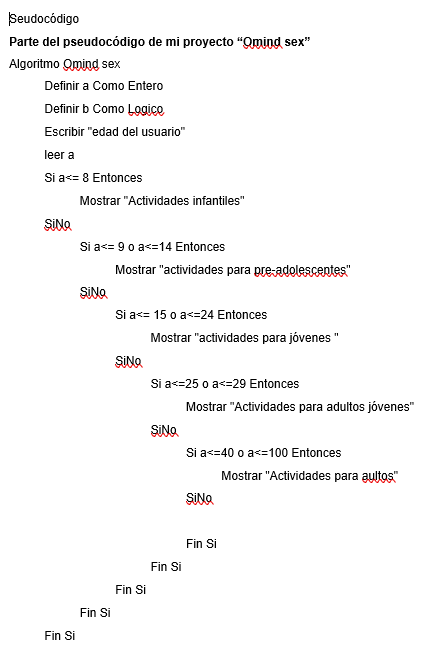 Seudocódigo
Parte del pseudocódigo de mi proyecto “Omind sex”
Algoritmo Omind sex
Definir a Como Entero
Definir b Como Logico
Escribir "edad del usuario"
leer a
Si a<= 8 Entonces
Mostrar "Actividades infantiles"
SiNo
Si a<= 9 o a<=14 Entonces
Mostrar "actividades para pre-adolescentes"
SiNo
Si a<= 15 o a<=24 Entonces
Mostrar "actividades para jóvenes "
SiNo
Si a<=25 o a<=29 Entonces
Mostrar "Actividades para adultos jóvenes"
SiNo
Si a<=40 o a<=100 Entonces
Mostrar "Actividades para aultos"
SiNo
Fin Si
Fin Si
Fin Si
Fin Si
Fin Si